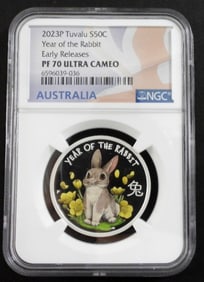 2023P Tuvalu S50C
Year of the Rabbit
Early Releases
PF 70 ULTRA CAMEO
6596039-036
AUSTRALIA
NGC
YEAR OF THE RABBIT
兔